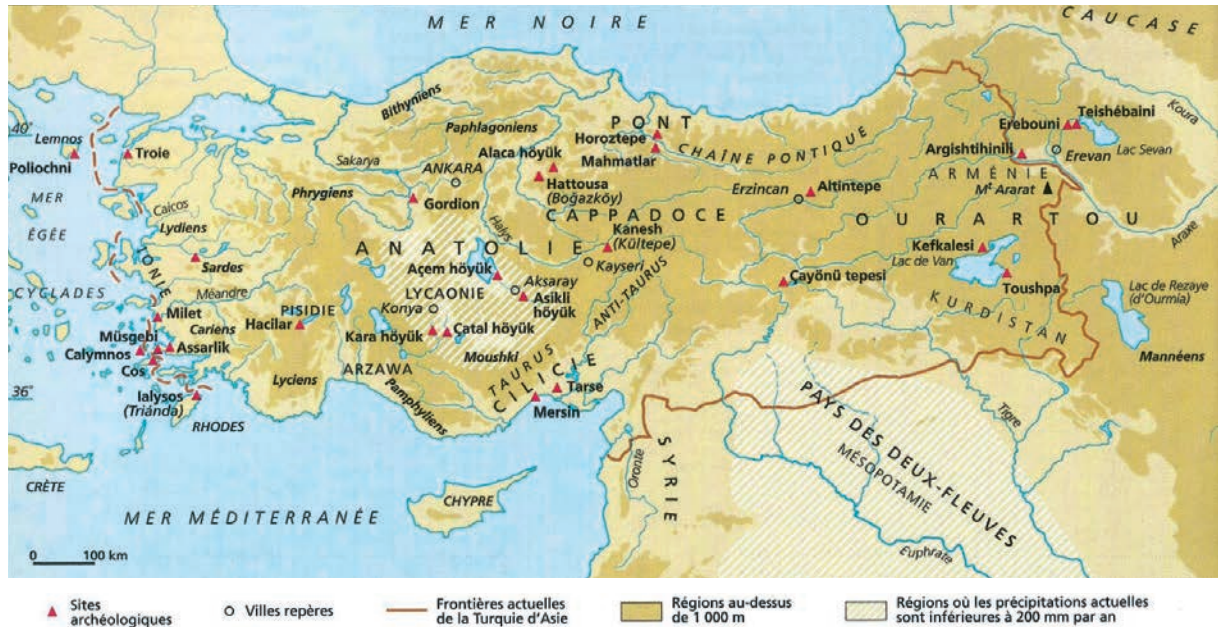 MER NOIRE
CAUCASE
Bithyniens
Paphlagoniens
PONT
Teishébaini
Koura
40°
Lemnos
Poliochni
Troie
Sakarya
ANKARA
Alaca höyük
Horoztepe
Mahmatlar
CHAÎNE PONTIQUE
Erebouni
Lac Sevan
Argishtihinili
Erevan
ARMÉNIE
Mt Ararat
MER
ÉGÉE
Phrygiens
Gordion
Hattousa
(Boğazköy)
Erzincan
Altintepe
Caïcos
Lydiens
CAPPADOCE
OURARTOU
Araxe
IONIE
Sardes
ANATOLIE
Halys
Kanesh
(Kültepe)
Kefkalesi
Lac de Van
CYCLADES
Méandre
Açem höyük
Kayseri
Aksaray
Çayönü tepesi
Toushpa
Lac de Rezaye
(d'Ourmia)
Milet
PISIDIE
LYCAONIE
Konya
Asikli
höyük
ANTI-TAURUS
KURDISTAN
Müsgebi
Cariens
Hacilar
Kara höyük
Çatal höyük
Calymnos
Assarlik
Moushki
Mannéens
Cos
Lyciens
ARZAWA
TAURUS
CILICIE
36°
Ialysos
(Triánda)
Pamphyliens
Tarse
Mersin
Tigre
RHODES
PAYS DES DEUX-FLEUVES
MÉSOPOTAMIE
SYRIE
Oronte
CRÈTE
CHYPRE
MER MÉDITERRANÉE
Euphrate
0 100 km
Sites
archéologiques
Villes repères
Frontières actuelles
de la Turquie d'Asie
Régions au-dessus
de 1 000 m
Régions où les précipitations actuelles
sont inférieures à 200 mm par an